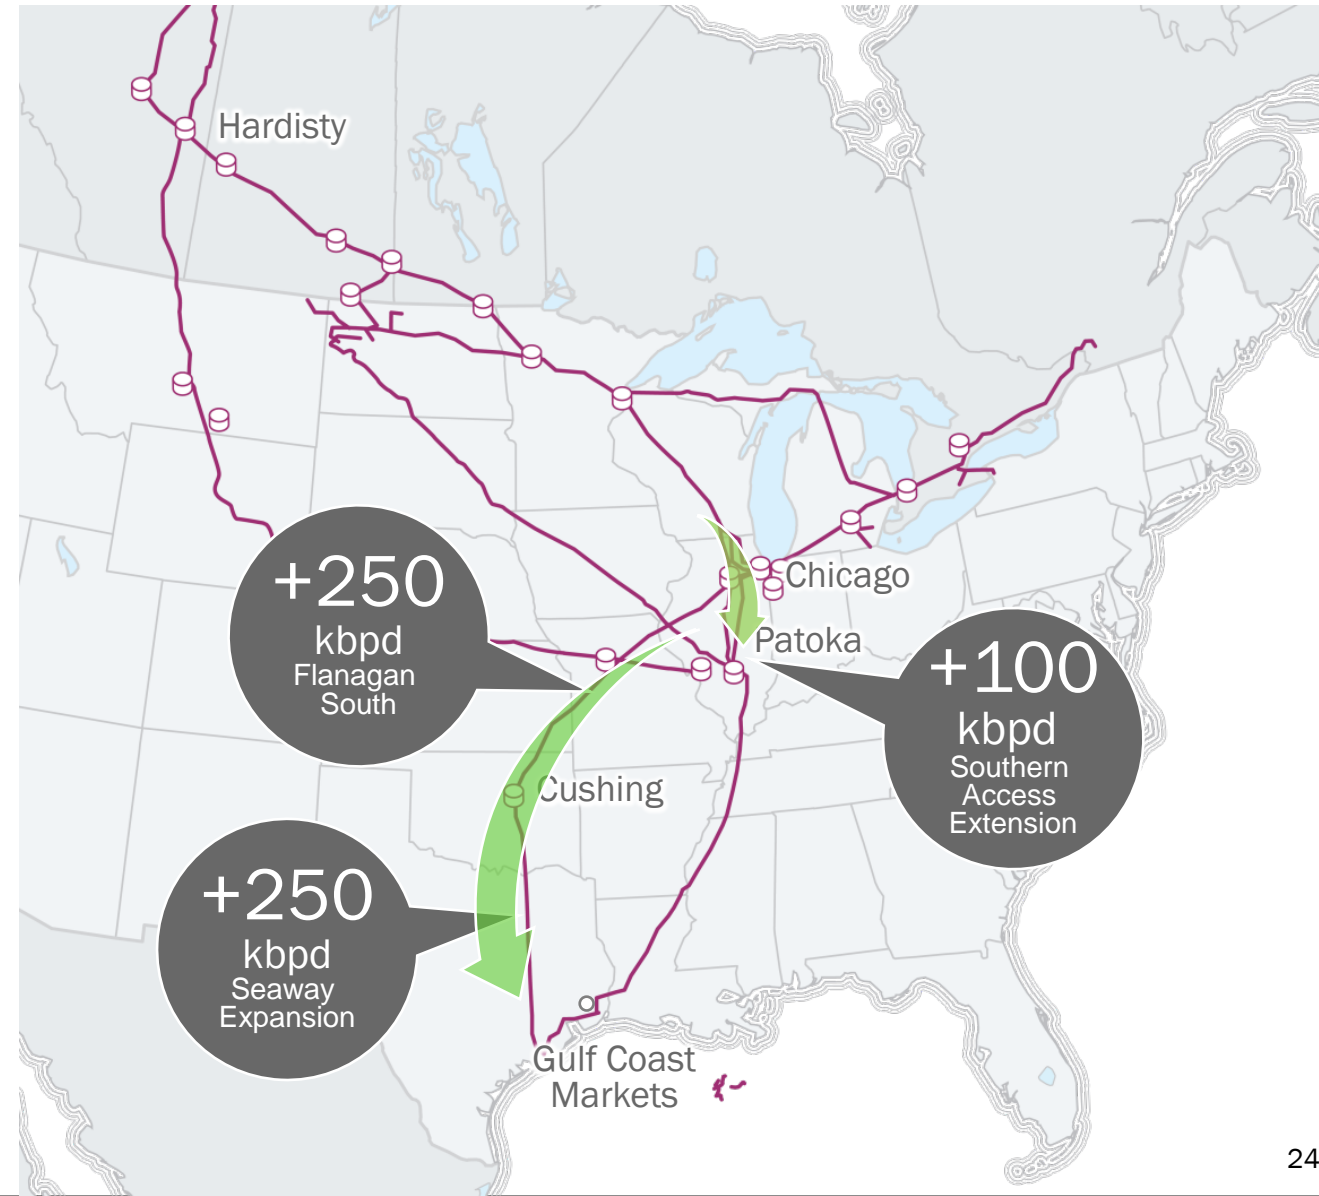 Hardisty
+250
kbpd
Flanagan
South
Chicago
Patoka
+100
kbpd
Southern
Access
Extension
Cushing
+250
kbpd
Seaway
Expansion
Gulf Coast
Markets
24